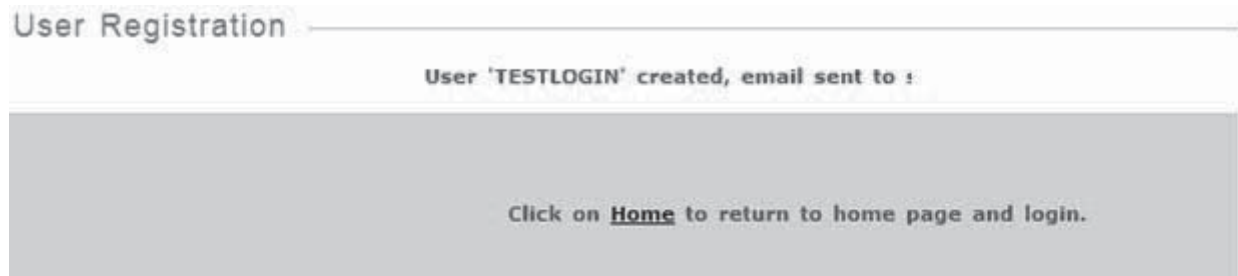 User Registration
User 'TESTLOGIN' created, email sent to
Click on Home to return to home page and login.